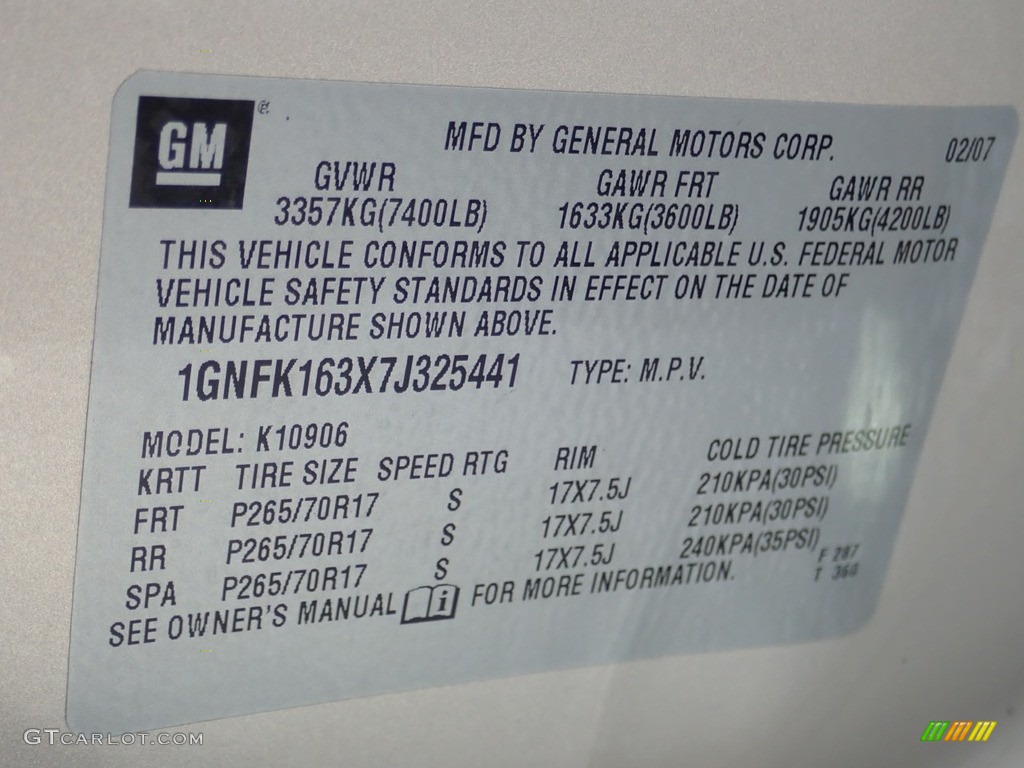 GM
MFD BY GENERAL MOTORS CORP. 02/07
GVWR GAWR FRT GAWR RR
3357KG(7400LB) 1633KG(3600LB) 1905KG(4200LB)
THIS VEHICLE CONFORMS TO ALL APPLICABLE U.S. FEDERAL MOTOR
VEHICLE SAFETY STANDARDS IN EFFECT ON THE DATE OF
MANUFACTURE SHOWN ABOVE.
1GNFK163X7J325441 TYPE: M.P.V.
MODEL: K10906
KRTT TIRE SIZE SPEED RTG RIM COLD TIRE PRESSURE
FRT P265/70R17 S 17X7.5J 210KPA(30PSI)
RR P265/70R17 S 17X7.5J 210KPA(30PSI)
SPA P265/70R17 S 17X7.5J 240KPA(35PSI)
F 287
T 360
SEE OWNER'S MANUAL i FOR MORE INFORMATION.
GTCARLOT.COM